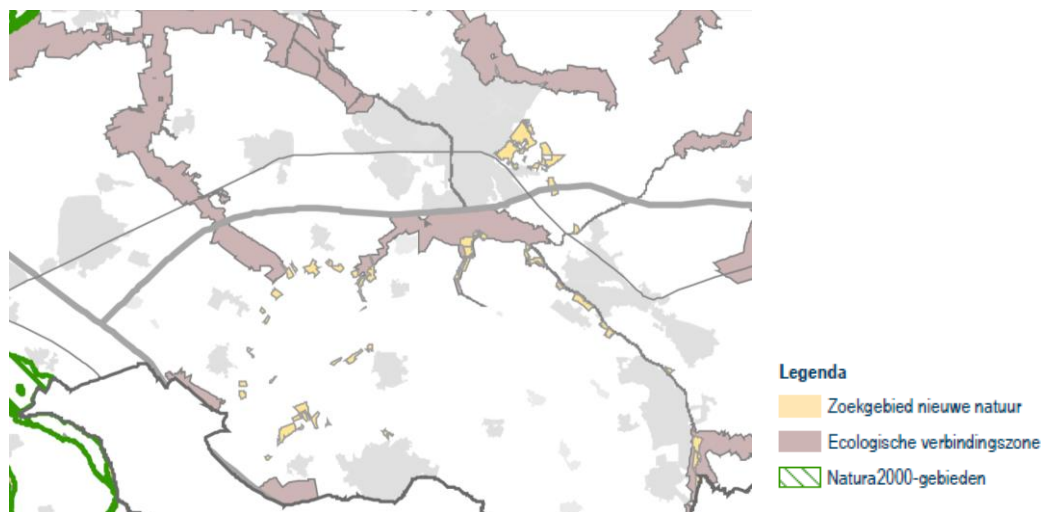 Legenda
Zoekgebied nieuwe natuur
Ecologische verbindingszone
Natura2000-gebieden